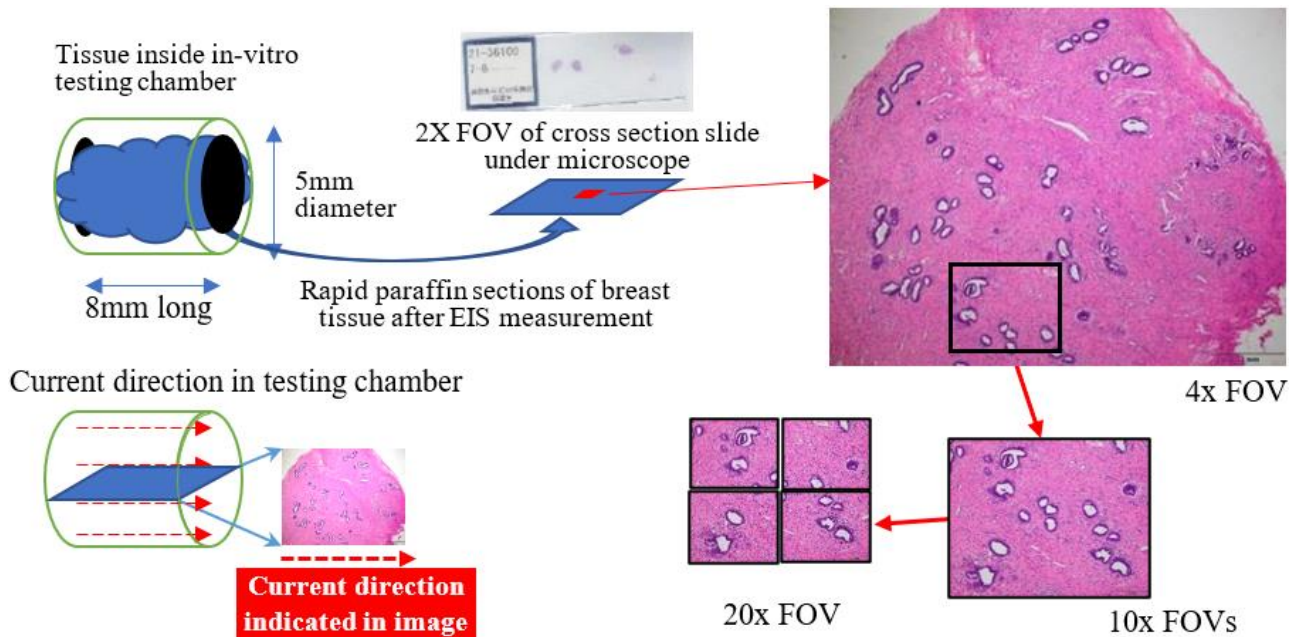 Tissue inside in-vitro
testing chamber
21-36100
2X FOV of cross section slide
under microscope
5mm
diameter
8mm long
Rapid paraffin sections of breast
tissue after EIS measurement
4x FOV
Current direction in testing chamber
Current direction
indicated in image
20x FOV
10x FOVs